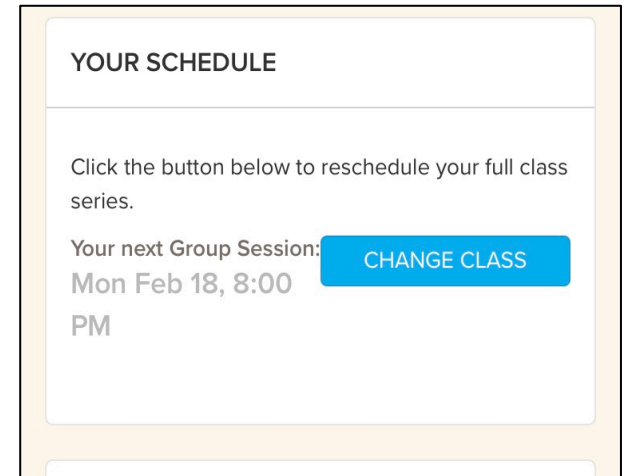 YOUR SCHEDULE
Click the button below to reschedule your full class
series.
Your next Group Session:
Mon Feb 18, 8:00
PM
CHANGE CLASS